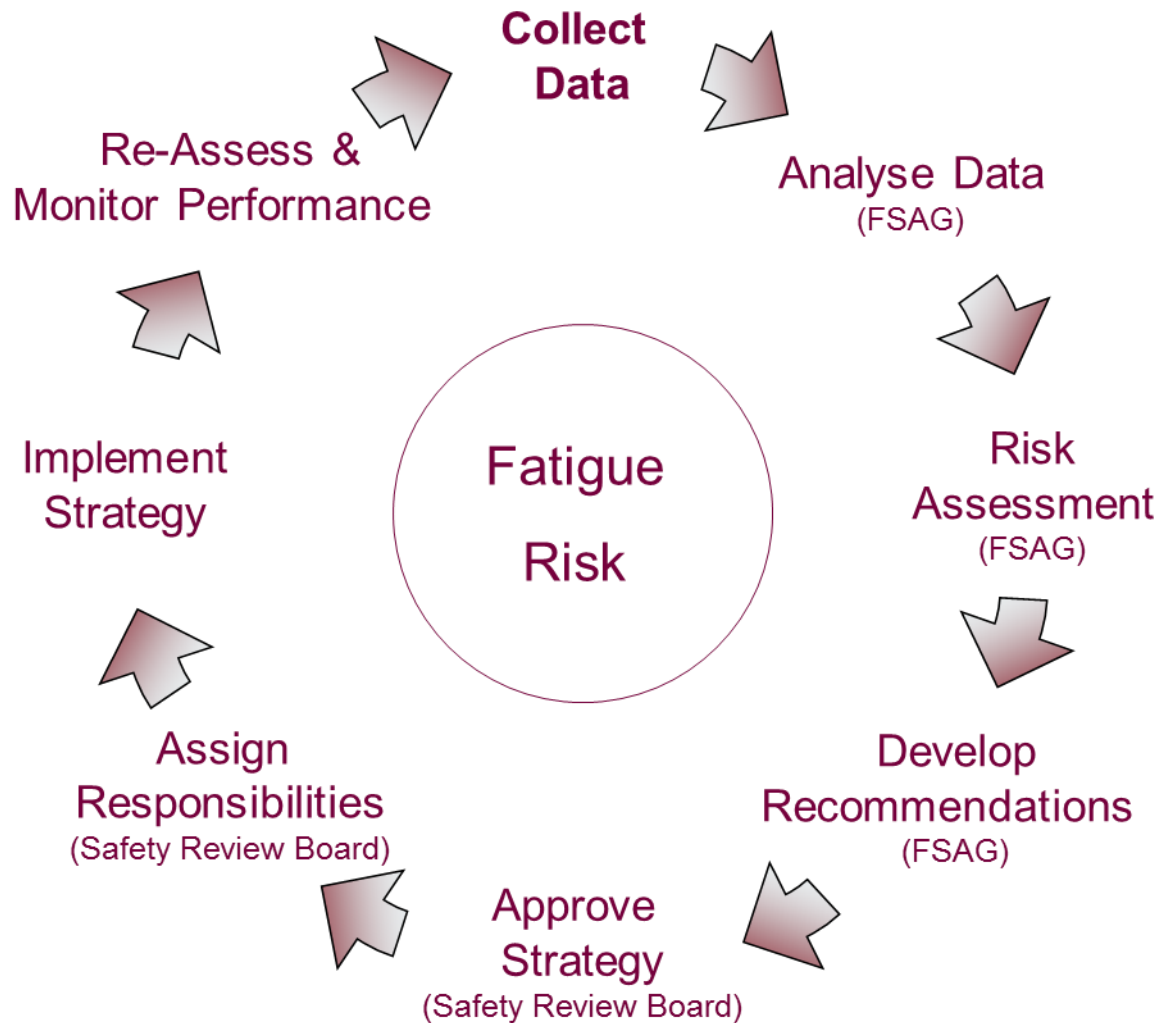 Collect
Data
Analyse Data
(FSAG)
Risk
Assessment
(FSAG)
Develop
Recommendations
(FSAG)
Approve
Strategy
(Safety Review Board)
Assign
Responsibilities
(Safety Review Board)
Implement
Strategy
Re-Assess &
Monitor Performance
Fatigue
Risk